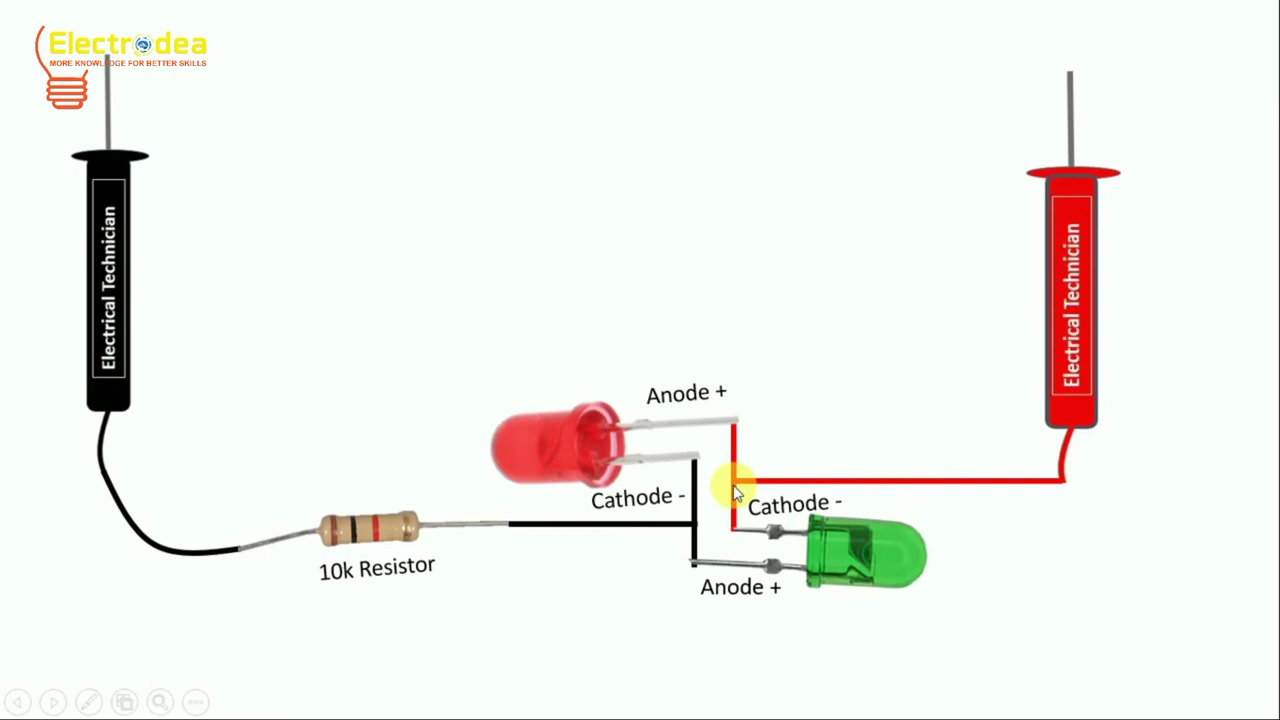 Electrodea
MORE KNOWLEDGE FOR BETTER SKILLS
Electrical Technician
Electrical Technician
Anode +
Cathode -
Cathode -
10k Resistor
Anode +